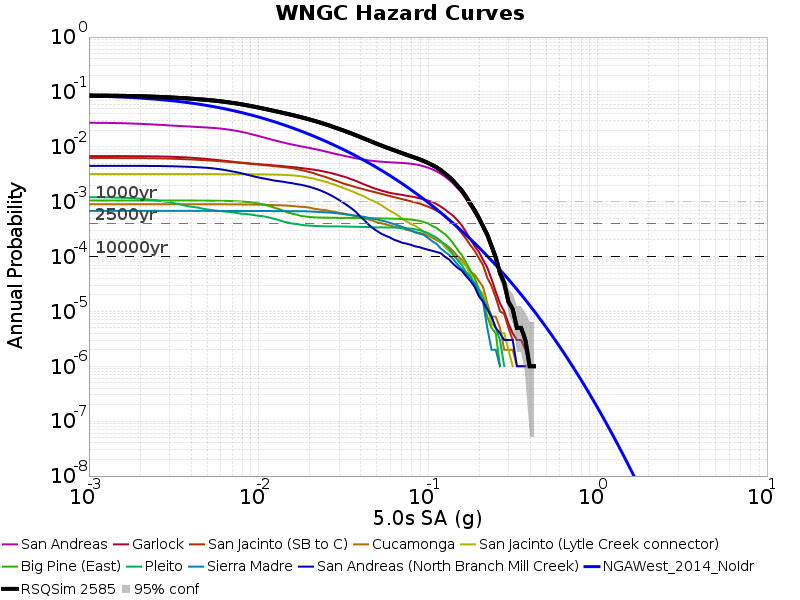 WNGC Hazard Curves
10^0
10^-1
10^-2
10^-3
10^-4
10^-5
10^-6
10^-7
10^-8
Annual Probability
1000yr
2500yr
10000yr
10^-3 10^-2 10^-1 10^0 10^1
5.0s SA (g)
San Andreas Garlock San Jacinto (SB to C) Cucamonga San Jacinto (Lytle Creek connector)
Big Pine (East) Pleito Sierra Madre San Andreas (North Branch Mill Creek) NGAWest_2014_NoIdr
RSQSim 2585 95% conf